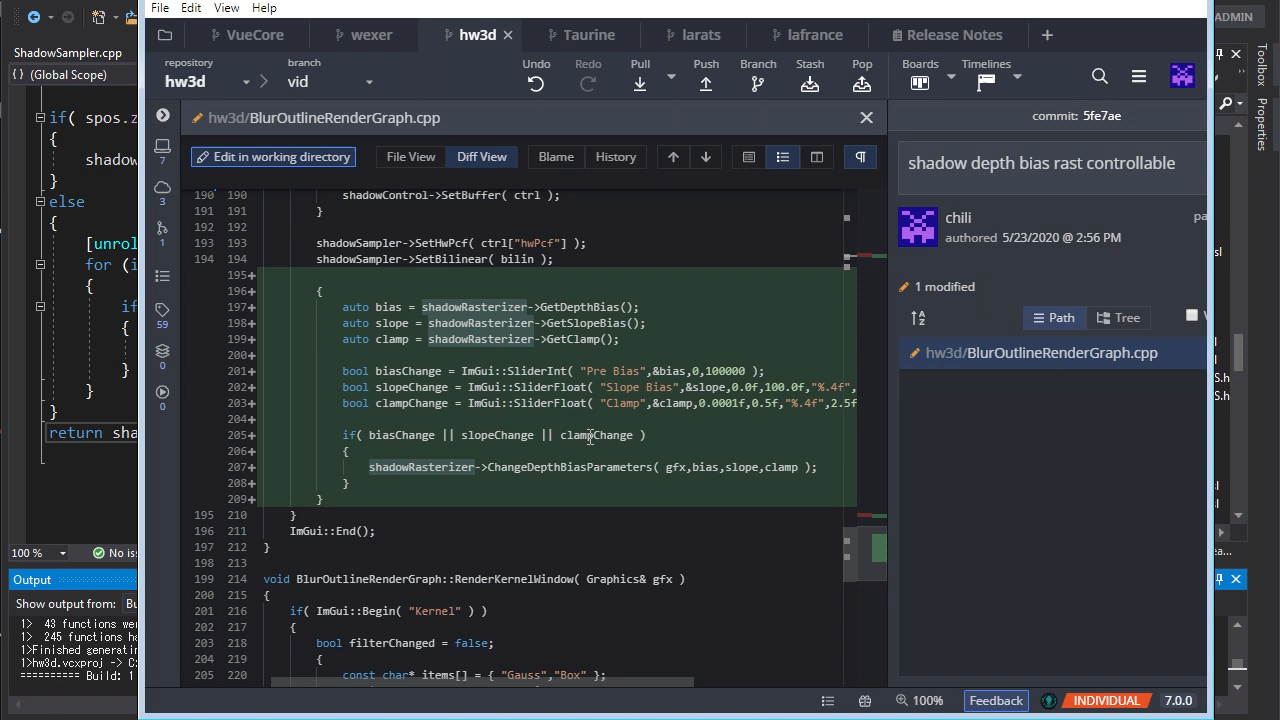 File Edit View Help
ADMIN
ShadowSampler.cpp
(Global Scope)
if( spos.z
{
shadow
}
else
{
[unrol
for (i
{
if
{
}
}
}
return sha
100 %
No iss
Output
Show output from: Bu
1> 43 functions wer
1> 245 functions ha
1>Finished generatin
1>hw3d.vcxproj -> C:
========== Build: 1
VueCore wexer hw3d Taurine larats lafrance Release Notes
repository
hw3d
branch
vid
Undo Redo Pull Push Branch Stash Pop Boards Timelines
7
3
1
59
0
0
hw3d/BlurOutlineRenderGraph.cpp
Edit in working directory File View Diff View Blame History
190 190 shadowControl->SetBuffer( ctrl );
191 191 }
192 192
193 193 shadowSampler->SetHwPcf( ctrl["hwPcf"] );
194 194 shadowSampler->SetBilinear( bilin );
195+
196+ {
197+ auto bias = shadowRasterizer->GetDepthBias();
198+ auto slope = shadowRasterizer->GetSlopeBias();
199+ auto clamp = shadowRasterizer->GetClamp();
200+
201+ bool biasChange = ImGui::SliderInt( "Pre Bias",&bias,0,100000 );
202+ bool slopeChange = ImGui::SliderFloat( "Slope Bias",&slope,0.0f,100.0f,"%.4f",
203+ bool clampChange = ImGui::SliderFloat( "Clamp",&clamp,0.0001f,0.5f,"%.4f",2.5f
204+
205+ if( biasChange || slopeChange || clampChange )
206+ {
207+ shadowRasterizer->ChangeDepthBiasParameters( gfx,bias,slope,clamp );
208+ }
209+ }
195 210 }
196 211 ImGui::End();
197 212 }
198 213
199 214 void BlurOutlineRenderGraph::RenderKernelWindow( Graphics& gfx )
200 215 {
201 216 if( ImGui::Begin( "Kernel" ) )
202 217 {
203 218 bool filterChanged = false;
204 219 {
205 220 const char* items[] = { "Gauss","Box" };
commit: 5fe7ae
shadow depth bias rast controllable
chili
authored 5/23/2020 @ 2:56 PM
pa
1 modified
Path Tree
hw3d/BlurOutlineRenderGraph.cpp
100% Feedback INDIVIDUAL 7.0.0
Toolbox
Properties